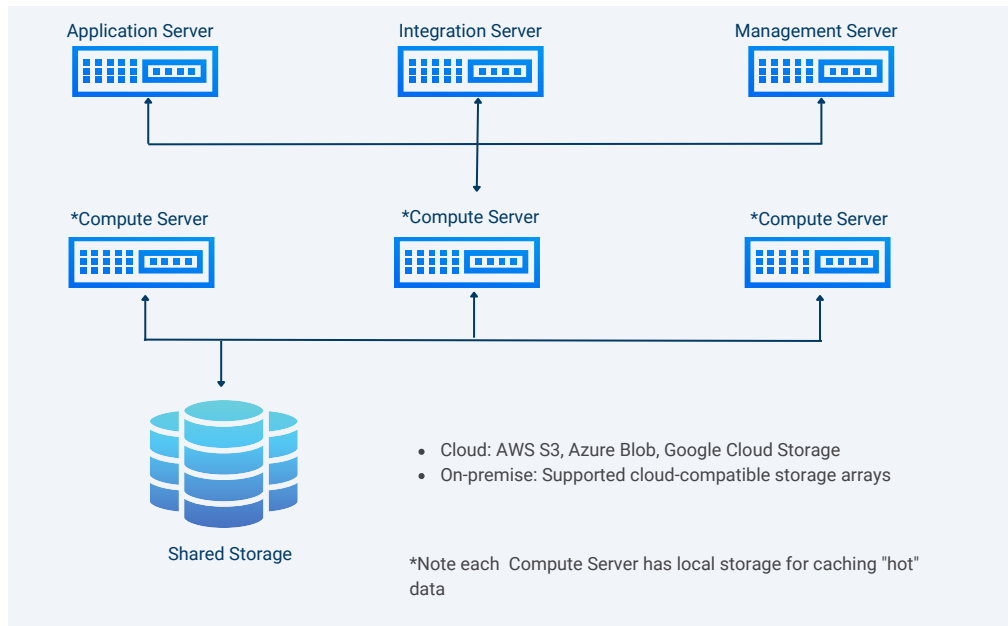 Application Server
Integration Server
Management Server
*Compute Server
*Compute Server
*Compute Server
• Cloud: AWS S3, Azure Blob, Google Cloud Storage
• On-premise: Supported cloud-compatible storage arrays
Shared Storage
*Note each Compute Server has local storage for caching "hot"
data